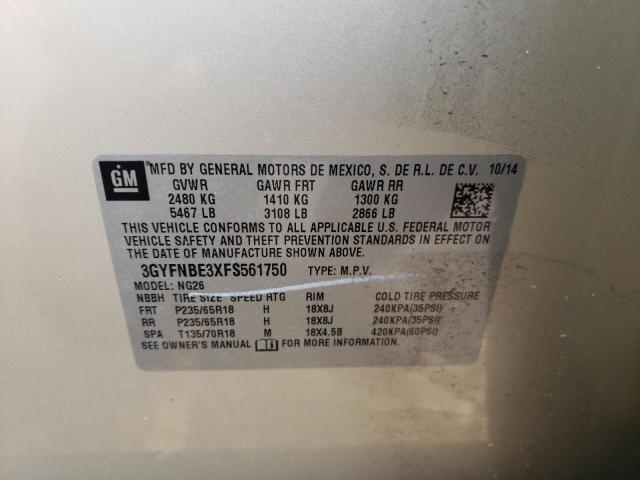 GM MFD BY GENERAL MOTORS DE MEXICO, S. DE R.L. DE C.V. 10/14
GVWR GAWR FRT GAWR RR
2480 KG 1410 KG 1300 KG
5467 LB 3108 LB 2866 LB
THIS VEHICLE CONFORMS TO ALL APPLICABLE U.S. FEDERAL MOTOR
VEHICLE SAFETY AND THEFT PREVENTION STANDARDS IN EFFECT ON
THE DATE OF MANUFACTURE SHOWN ABOVE.
3GYFNBE3XFS561750 TYPE: M.P.V.
MODEL: NG26
NBBH TIRE SIZE SPEED RTG RIM COLD TIRE PRESSURE
FRT P235/65R18 H 18X8J 240KPA(35PSI)
RR P235/65R18 H 18X8J 240KPA(35PSI)
SPA T135/70R18 M 18X4.5B 420KPA(60PSI)
SEE OWNER'S MANUAL FOR MORE INFORMATION